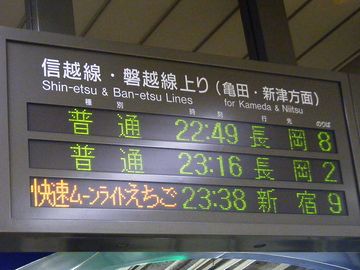 信越線・磐越線上り（亀田・新津方面）
Shin-etsu & Ban-etsu Lines for Kameda & Niitsu
種別 時刻 行先 のりば
普通 22:49 長岡 8
普通 23:16 長岡 2
快速ムーンライトえちご 23:38 新宿 9